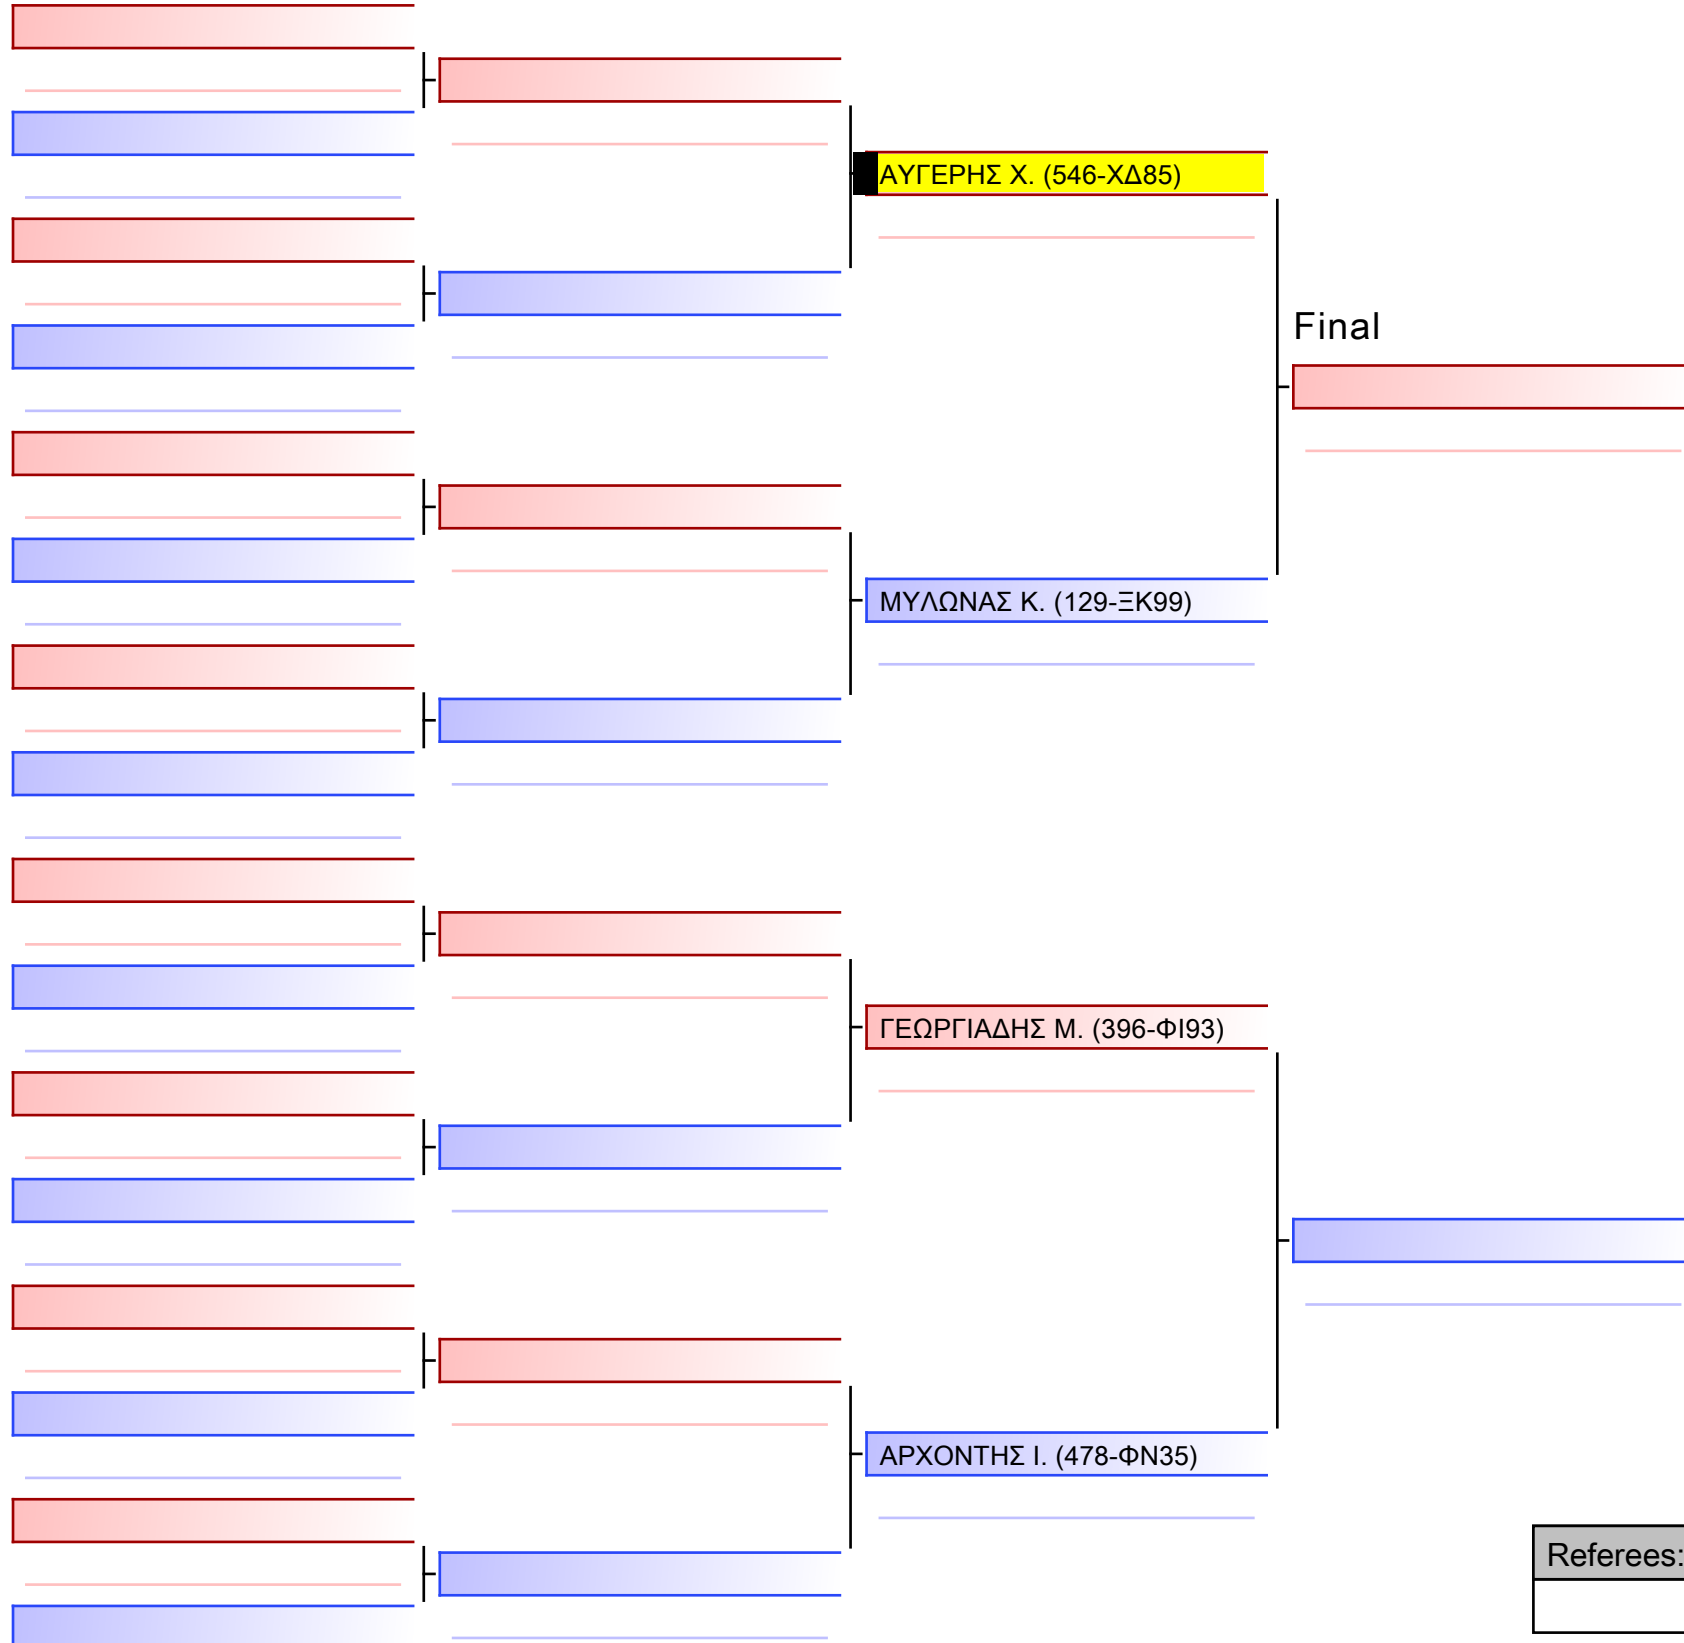 ΑΥΓΕΡΗΣ Χ. (546-ΧΔ85)
Final
ΜΥΛΩΝΑΣ Κ. (129-ΞΚ99)
ΓΕΩΡΓΙΑΔΗΣ Μ. (396-ΦΙ93)
ΑΡΧΟΝΤΗΣ Ι. (478-ΦΝ35)
Referees: